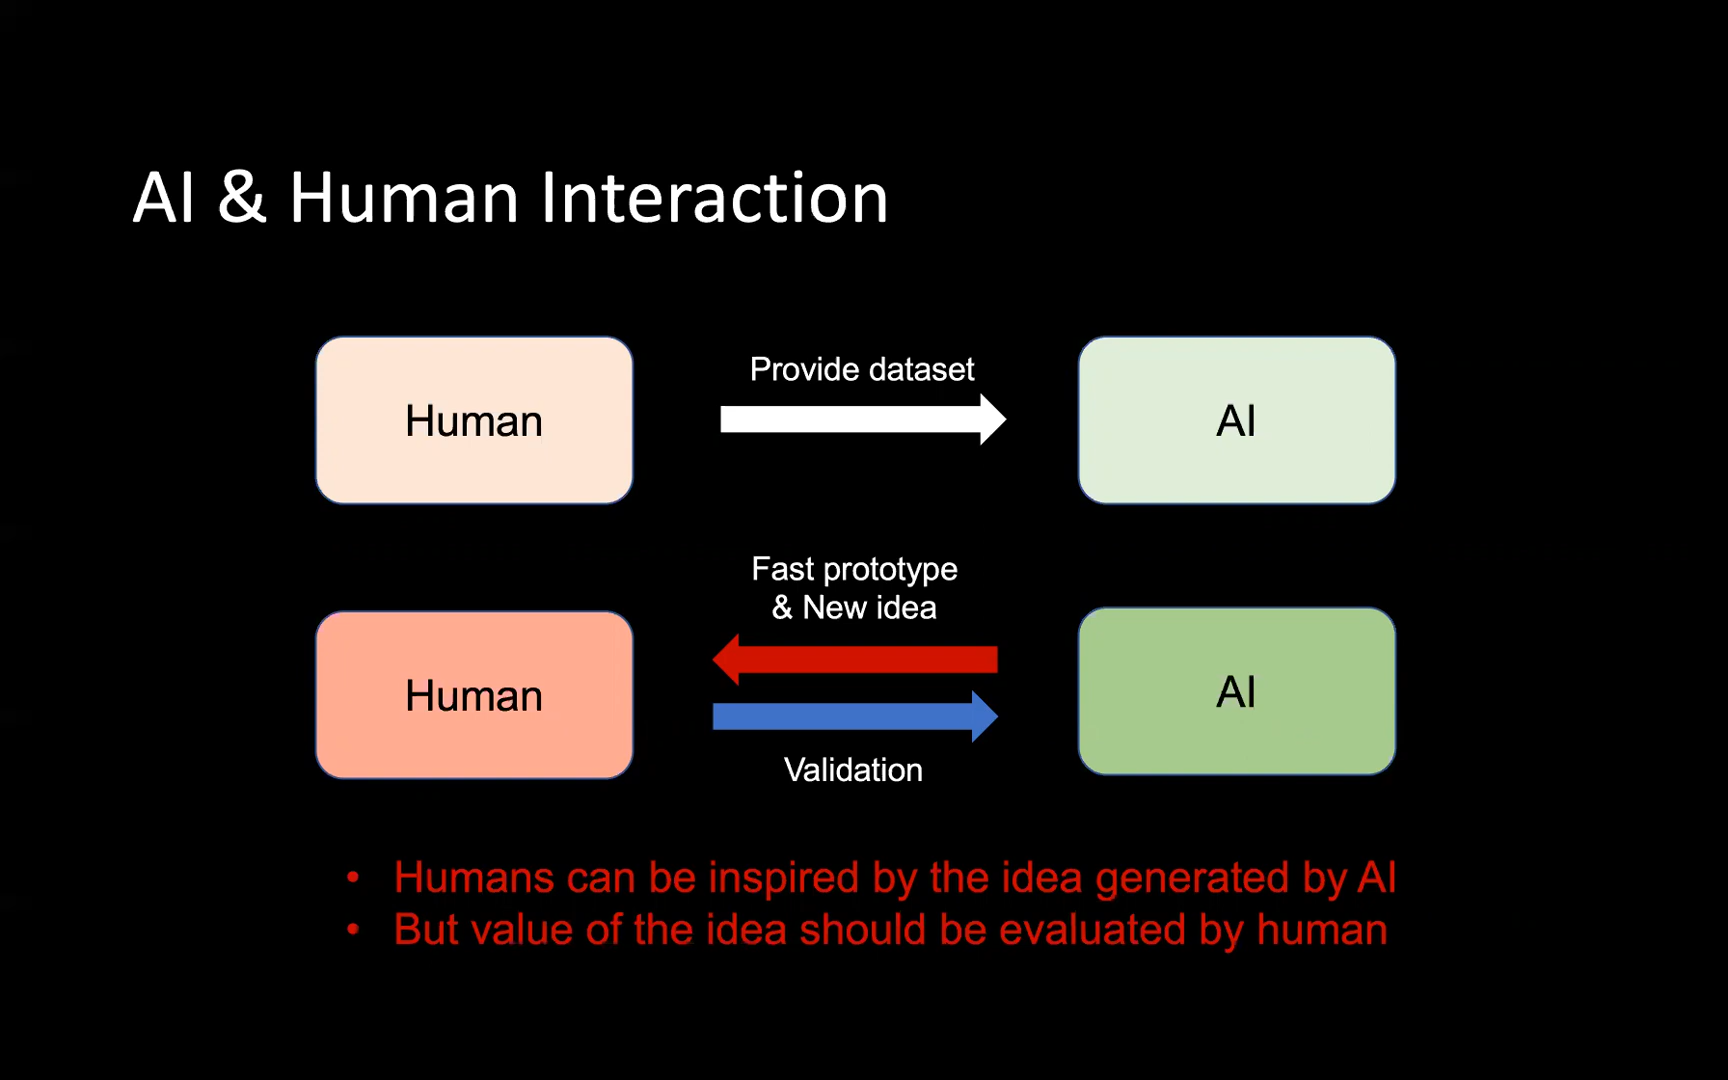 AI & Human Interaction
Human
Provide dataset
AI
Fast prototype
& New idea
Human
AI
Validation
• Humans can be inspired by the idea generated by AI
• But value of the idea should be evaluated by human